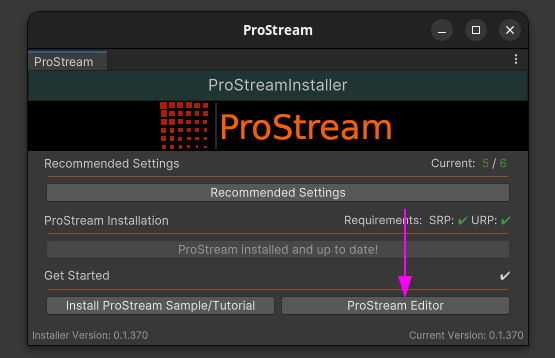 ProStream
ProStream
ProStreamInstaller
ProStream
Recommended Settings Current: 5 / 6
Recommended Settings
ProStream Installation Requirements: SRP: ✔ URP: ✔
ProStream installed and up to date!
Get Started ✔
Install ProStream Sample/Tutorial ProStream Editor
Installer Version: 0.1.370 Current Version: 0.1.370